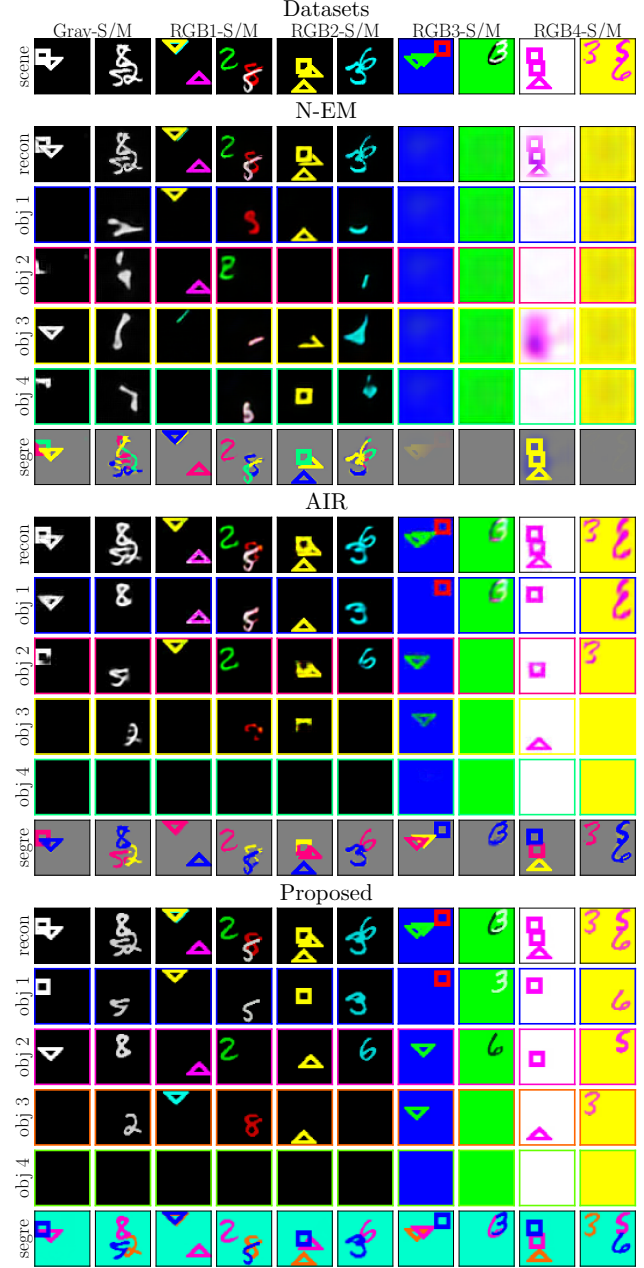 Datasets
Gray-S/M RGB1-S/M RGB2-S/M RGB3-S/M RGB4-S/M
scene
N-EM
recon
obj 1
obj 2
obj 3
obj 4
segre
AIR
recon
obj 1
obj 2
obj 3
obj 4
segre
Proposed
recon
obj 1
obj 2
obj 3
obj 4
segre